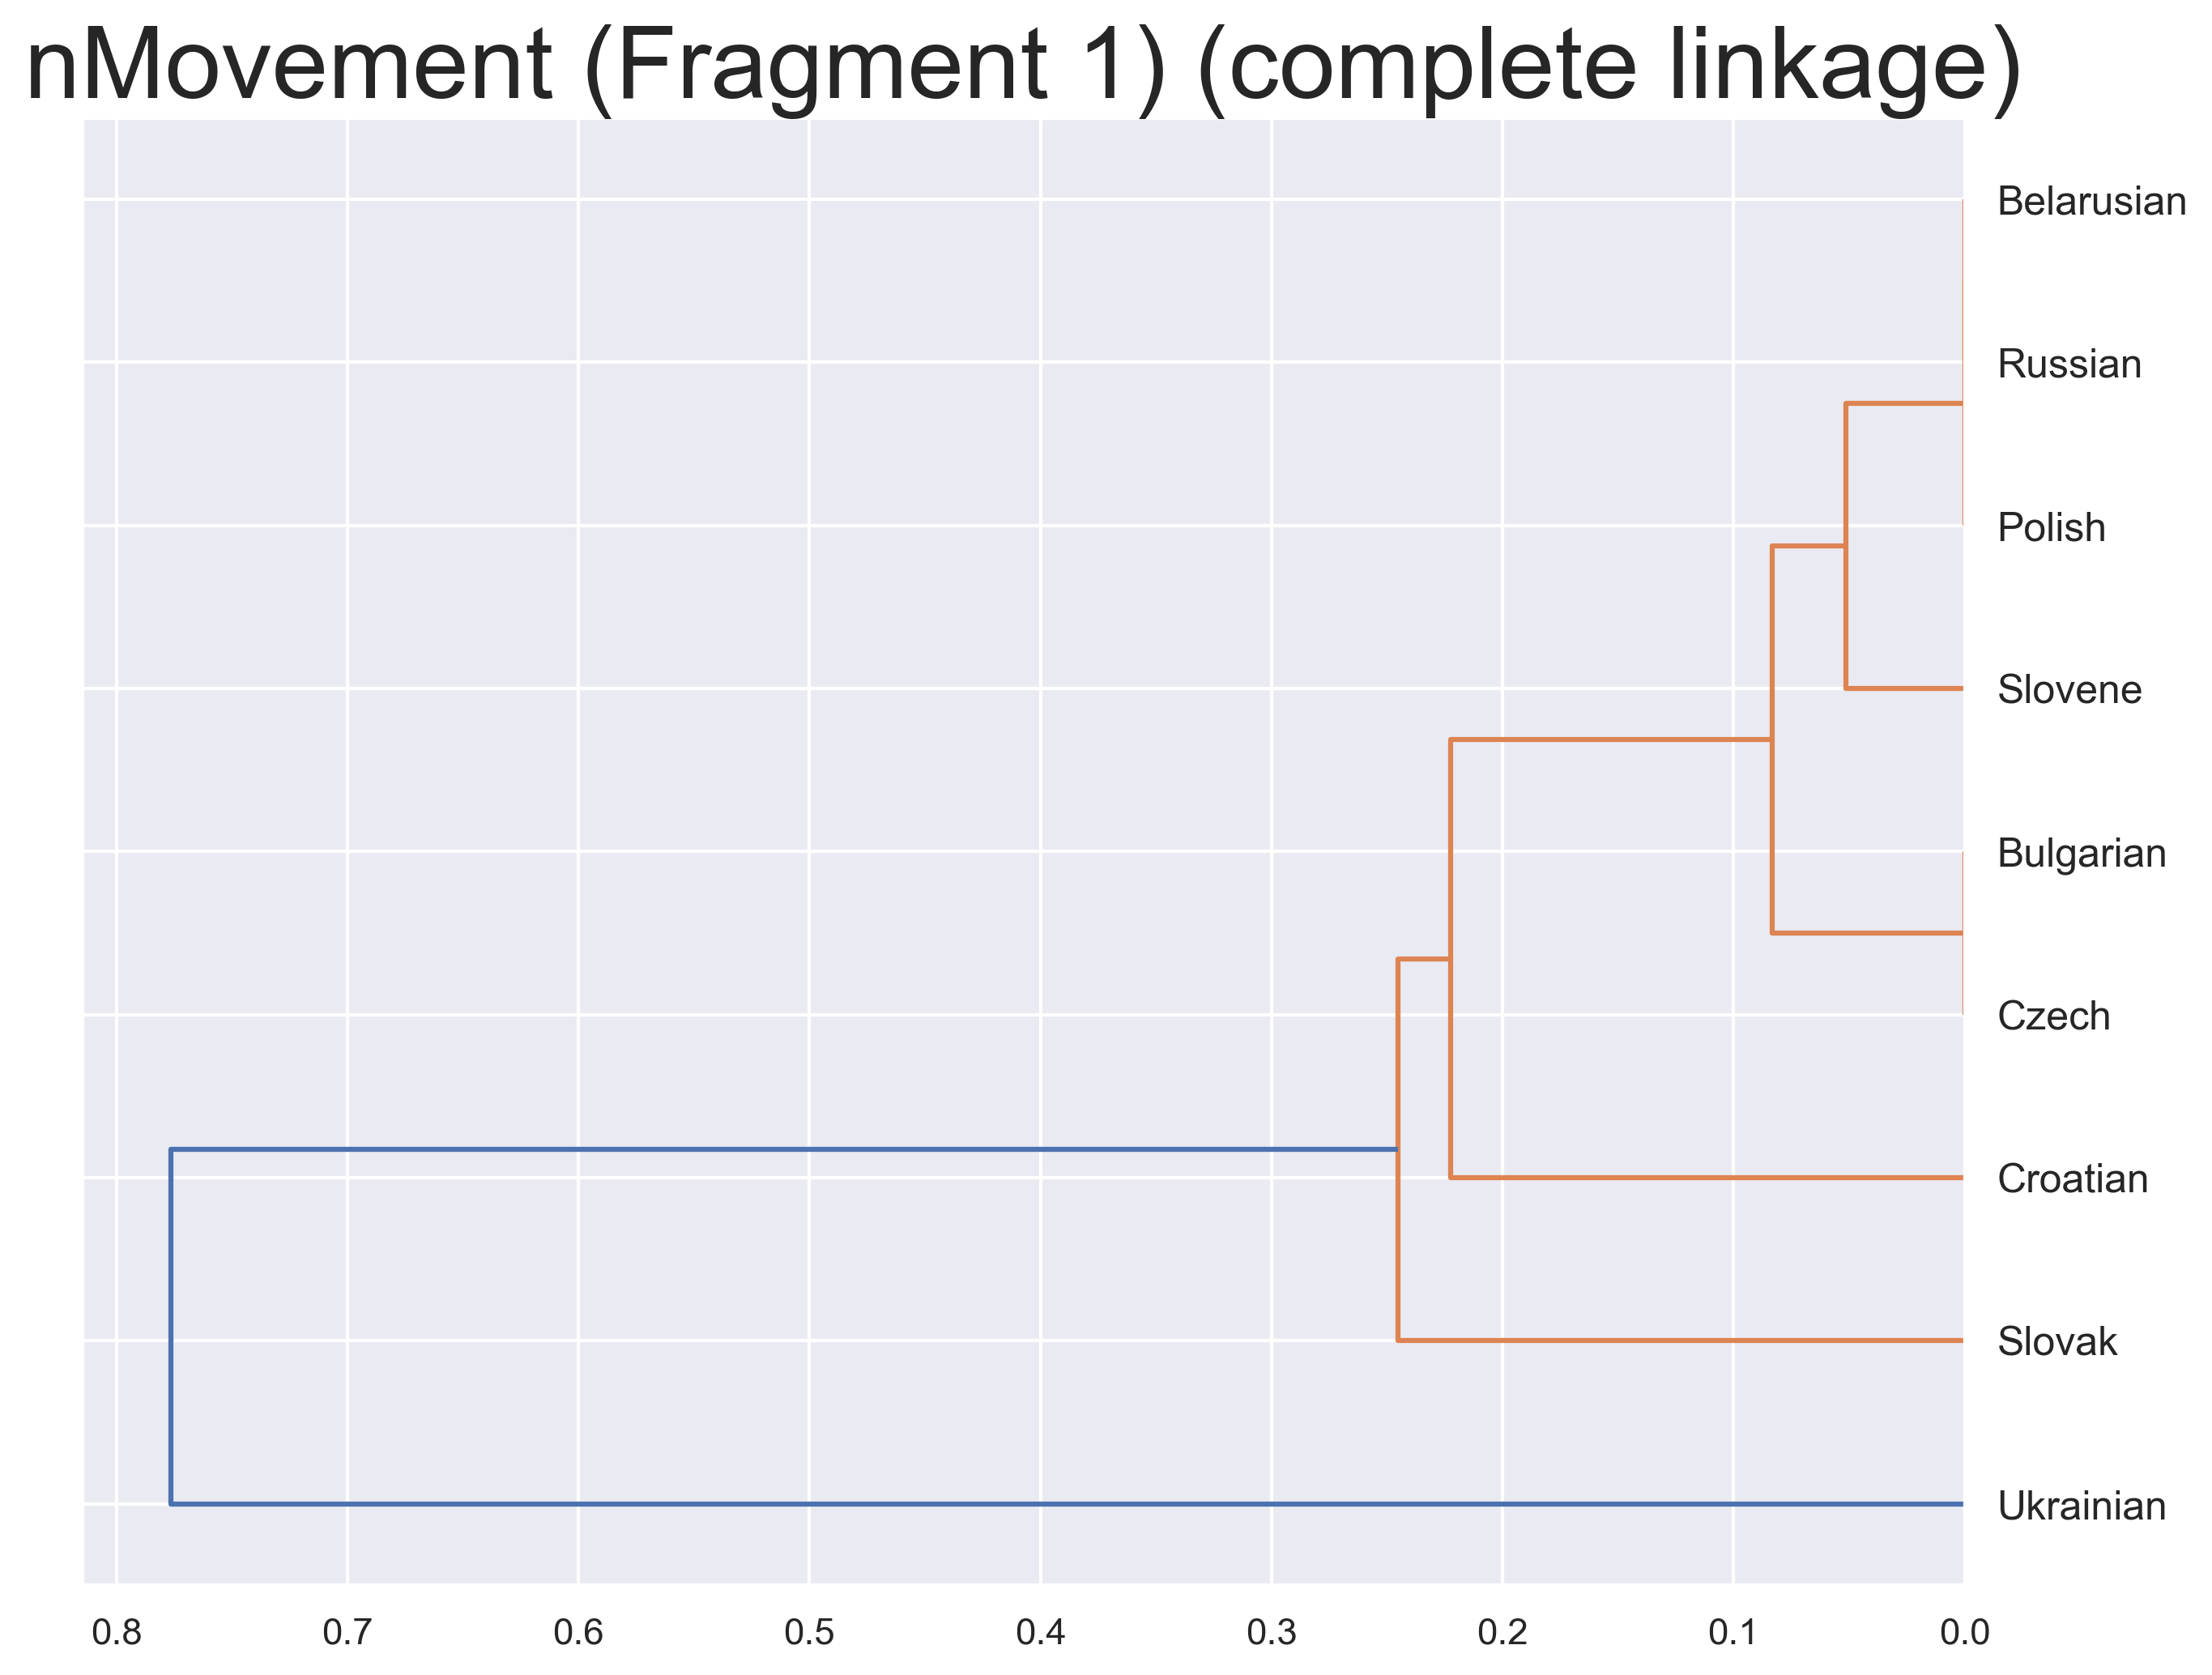 nMovement (Fragment 1) (complete linkage)
Belarusian
Russian
Polish
Slovene
Bulgarian
Czech
Croatian
Slovak
Ukrainian
0.8 0.7 0.6 0.5 0.4 0.3 0.2 0.1 0.0